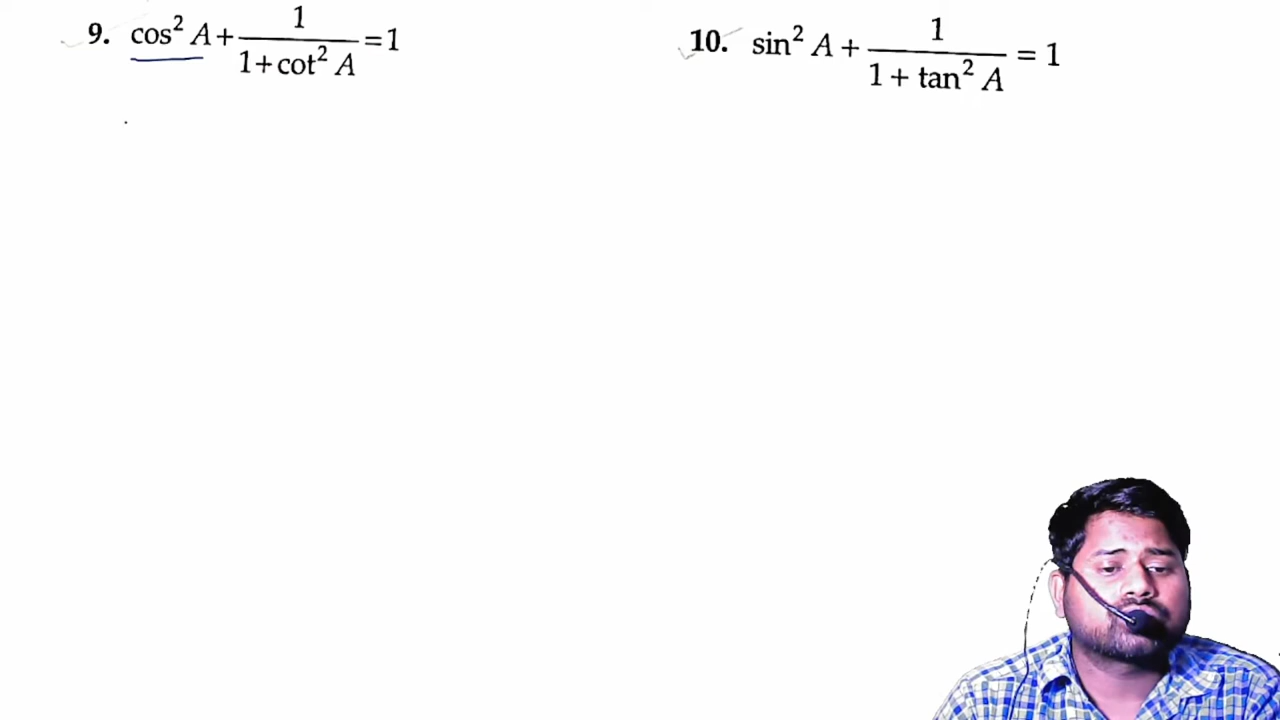 9. cos² A + 1/(1 + cot² A) = 1
10. sin² A + 1/(1 + tan² A) = 1